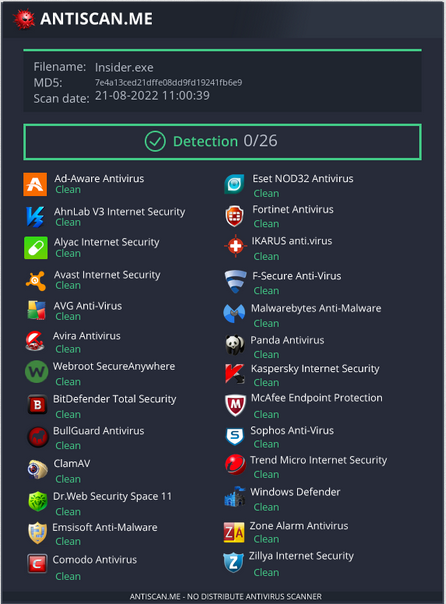 ANTISCAN.ME
Filename: Insider.exe
MD5: 7e4a13ced21dffe08dd9fd19241fb6e9
Scan date: 21-08-2022 11:00:39
Detection 0/26
Ad-Aware Antivirus
Clean
AhnLab V3 Internet Security
Clean
Alyac Internet Security
Clean
Avast Internet Security
Clean
AVG Anti-Virus
Clean
Avira Antivirus
Clean
Webroot SecureAnywhere
Clean
BitDefender Total Security
Clean
BullGuard Antivirus
Clean
ClamAV
Clean
Dr.Web Security Space 11
Clean
Emsisoft Anti-Malware
Clean
Comodo Antivirus
Clean
Eset NOD32 Antivirus
Clean
Fortinet Antivirus
Clean
IKARUS anti.virus
Clean
F-Secure Anti-Virus
Clean
Malwarebytes Anti-Malware
Clean
Panda Antivirus
Clean
Kaspersky Internet Security
Clean
McAfee Endpoint Protection
Clean
Sophos Anti-Virus
Clean
Trend Micro Internet Security
Clean
Windows Defender
Clean
Zone Alarm Antivirus
Clean
Zillya Internet Security
Clean
ANTISCAN.ME - NO DISTRIBUTE ANTIVIRUS SCANNER